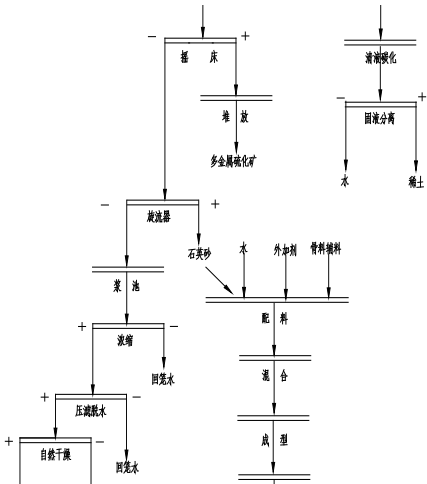 − +
摇 床
清液碳化
− +
堆 放
固液分离
多金属硫化矿
水
稀土
− +
旋流器
石英砂
水
外加剂
骨料辅料
浆 池
配 料
+ −
浓缩
混 合
回笼水
+ −
压滤脱水
成 型
+ −
自然干燥
回笼水